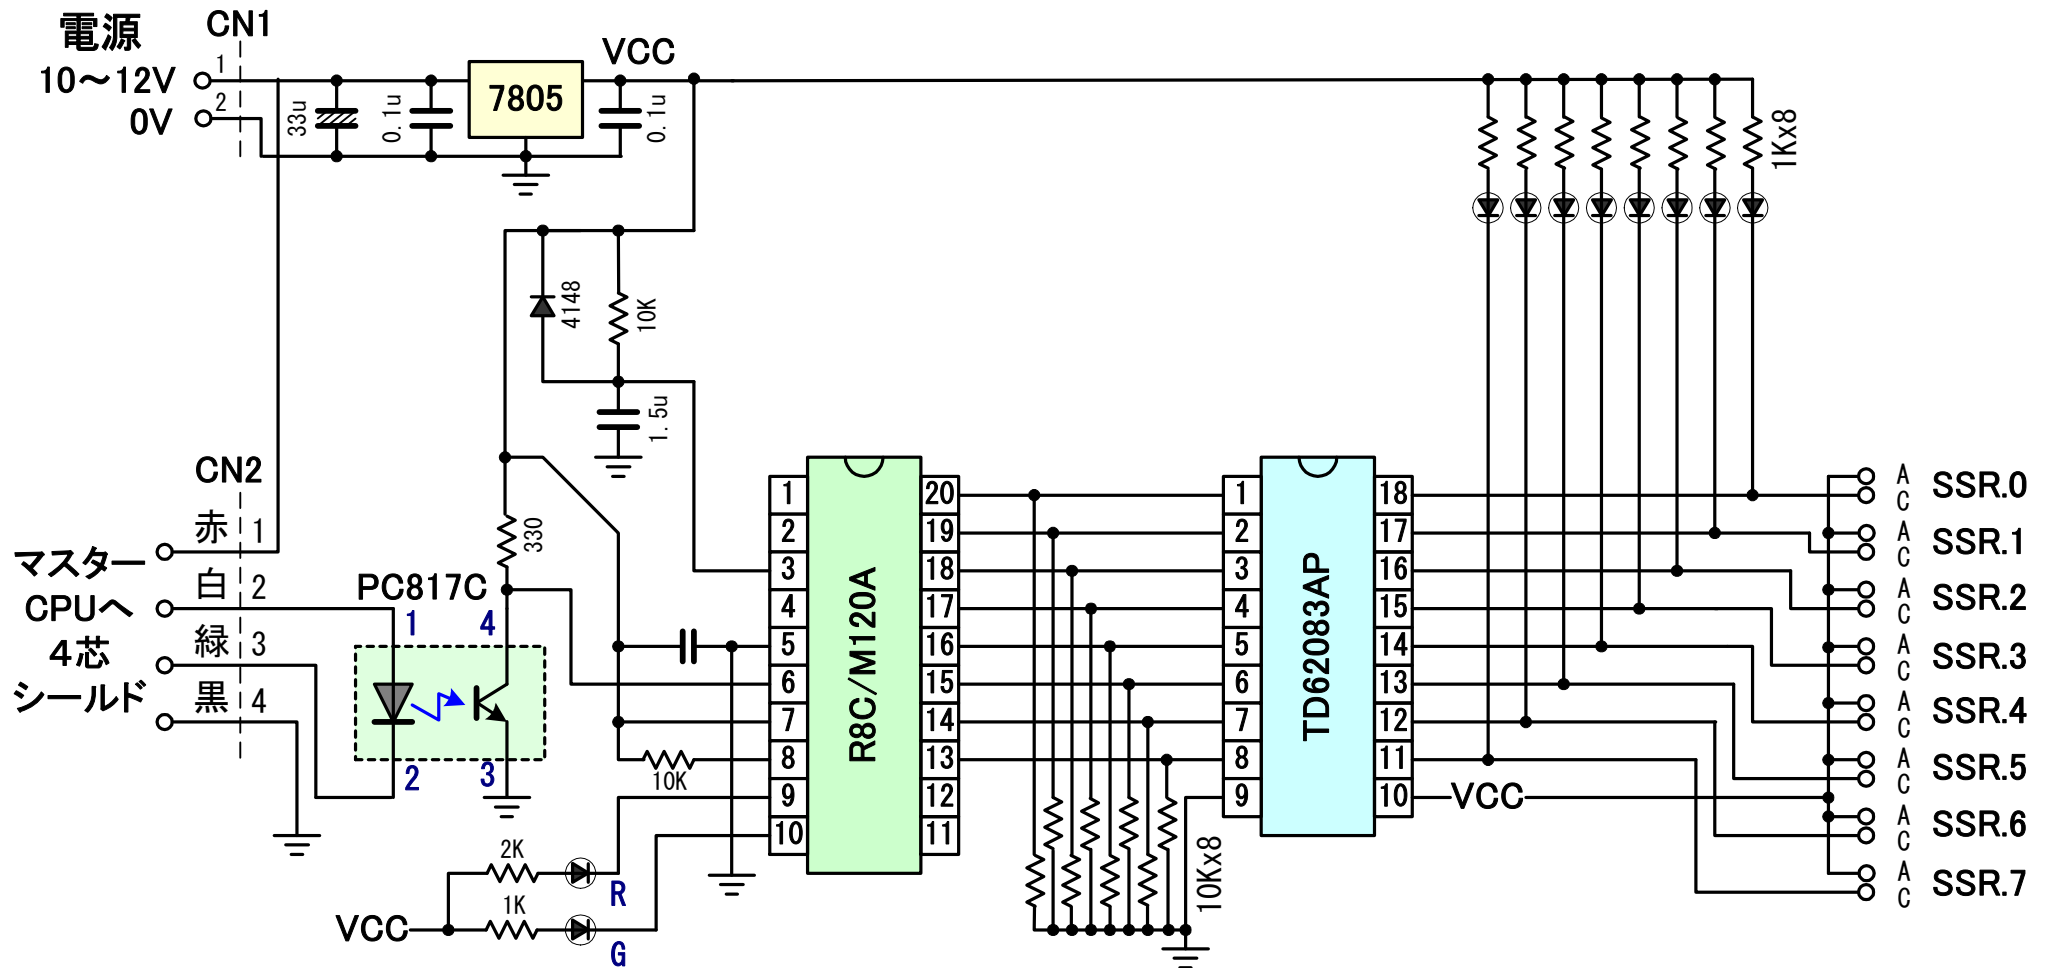 電源
CN1
10～12V
1
0V
2
33u
0.1u
7805
VCC
0.1u
1Kx8
4148
10K
1.5u
CN2
赤 1
白 2
緑 3
黒 4
マスター
CPUへ
4芯
シールド
330
PC817C
1
4
2
3
10K
1
2
3
4
5
6
7
8
9
10
R8C/M120A
20
19
18
17
16
15
14
13
12
11
1
2
3
4
5
6
7
8
9
TD62083AP
18
17
16
15
14
13
12
11
10
VCC
10Kx8
2K
R
1K
VCC
G
A
C
SSR.0
A
C
SSR.1
A
C
SSR.2
A
C
SSR.3
A
C
SSR.4
A
C
SSR.5
A
C
SSR.6
A
C
SSR.7